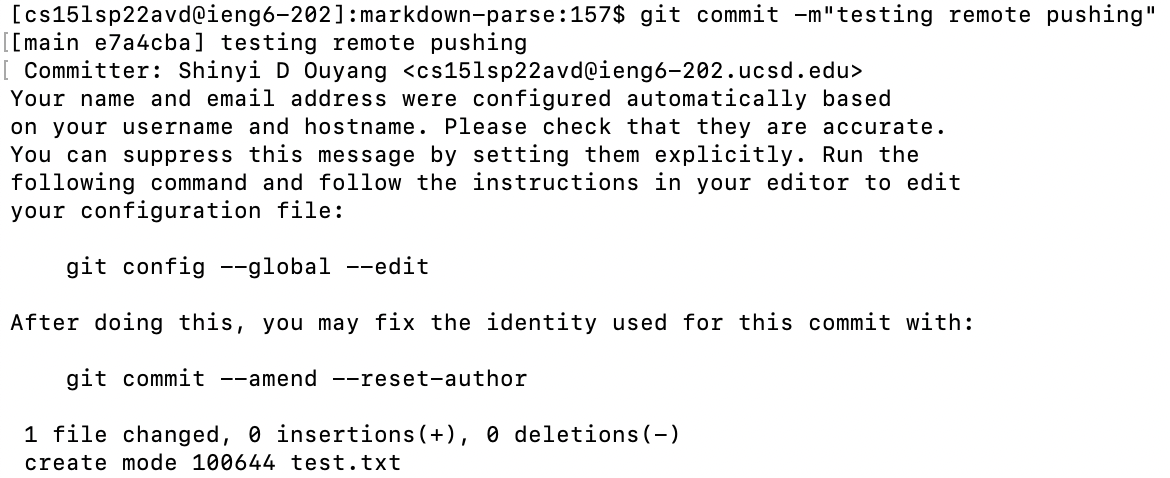 [cs15lsp22avd@ieng6-202]:markdown-parse:157$ git commit -m"testing remote pushing"
[[main e7a4cba] testing remote pushing
[ Committer: Shinyi D Ouyang <cs15lsp22avd@ieng6-202.ucsd.edu>
Your name and email address were configured automatically based
on your username and hostname. Please check that they are accurate.
You can suppress this message by setting them explicitly. Run the
following command and follow the instructions in your editor to edit
your configuration file:
git config --global --edit
After doing this, you may fix the identity used for this commit with:
git commit --amend --reset-author
1 file changed, 0 insertions(+), 0 deletions(-)
create mode 100644 test.txt